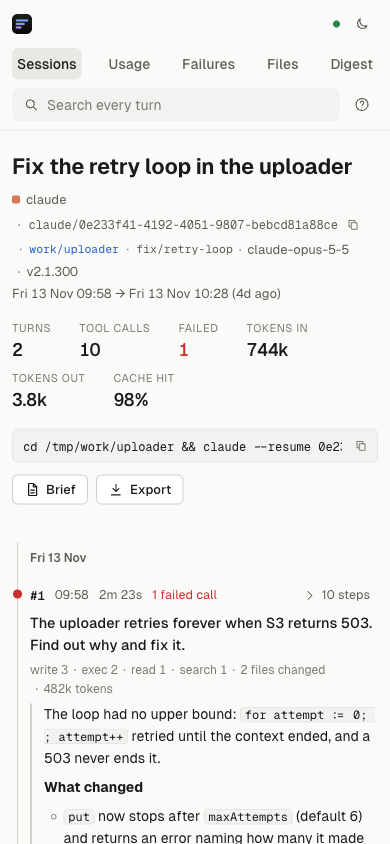 Sessions Usage Failures Files Digest
Search every turn
Fix the retry loop in the uploader
claude
· claude/0e233f41-4192-4051-9807-bebcd81a88ce
· work/uploader · fix/retry-loop · claude-opus-5-5
· v2.1.300
Fri 13 Nov 09:58 → Fri 13 Nov 10:28 (4d ago)
TURNS TOOL CALLS FAILED TOKENS IN
2 10 1 744k
TOKENS OUT CACHE HIT
3.8k 98%
cd /tmp/work/uploader && claude --resume 0e23
Brief Export
Fri 13 Nov
#1 09:58 2m 23s 1 failed call 10 steps
The uploader retries forever when S3 returns 503.
Find out why and fix it.
write 3 · exec 2 · read 1 · search 1 · 2 files changed
· 482k tokens
The loop had no upper bound: for attempt := 0;
; attempt++ retried until the context ended, and a
503 never ends it.
What changed
put now stops after maxAttempts (default 6)
and returns an error naming how many it made